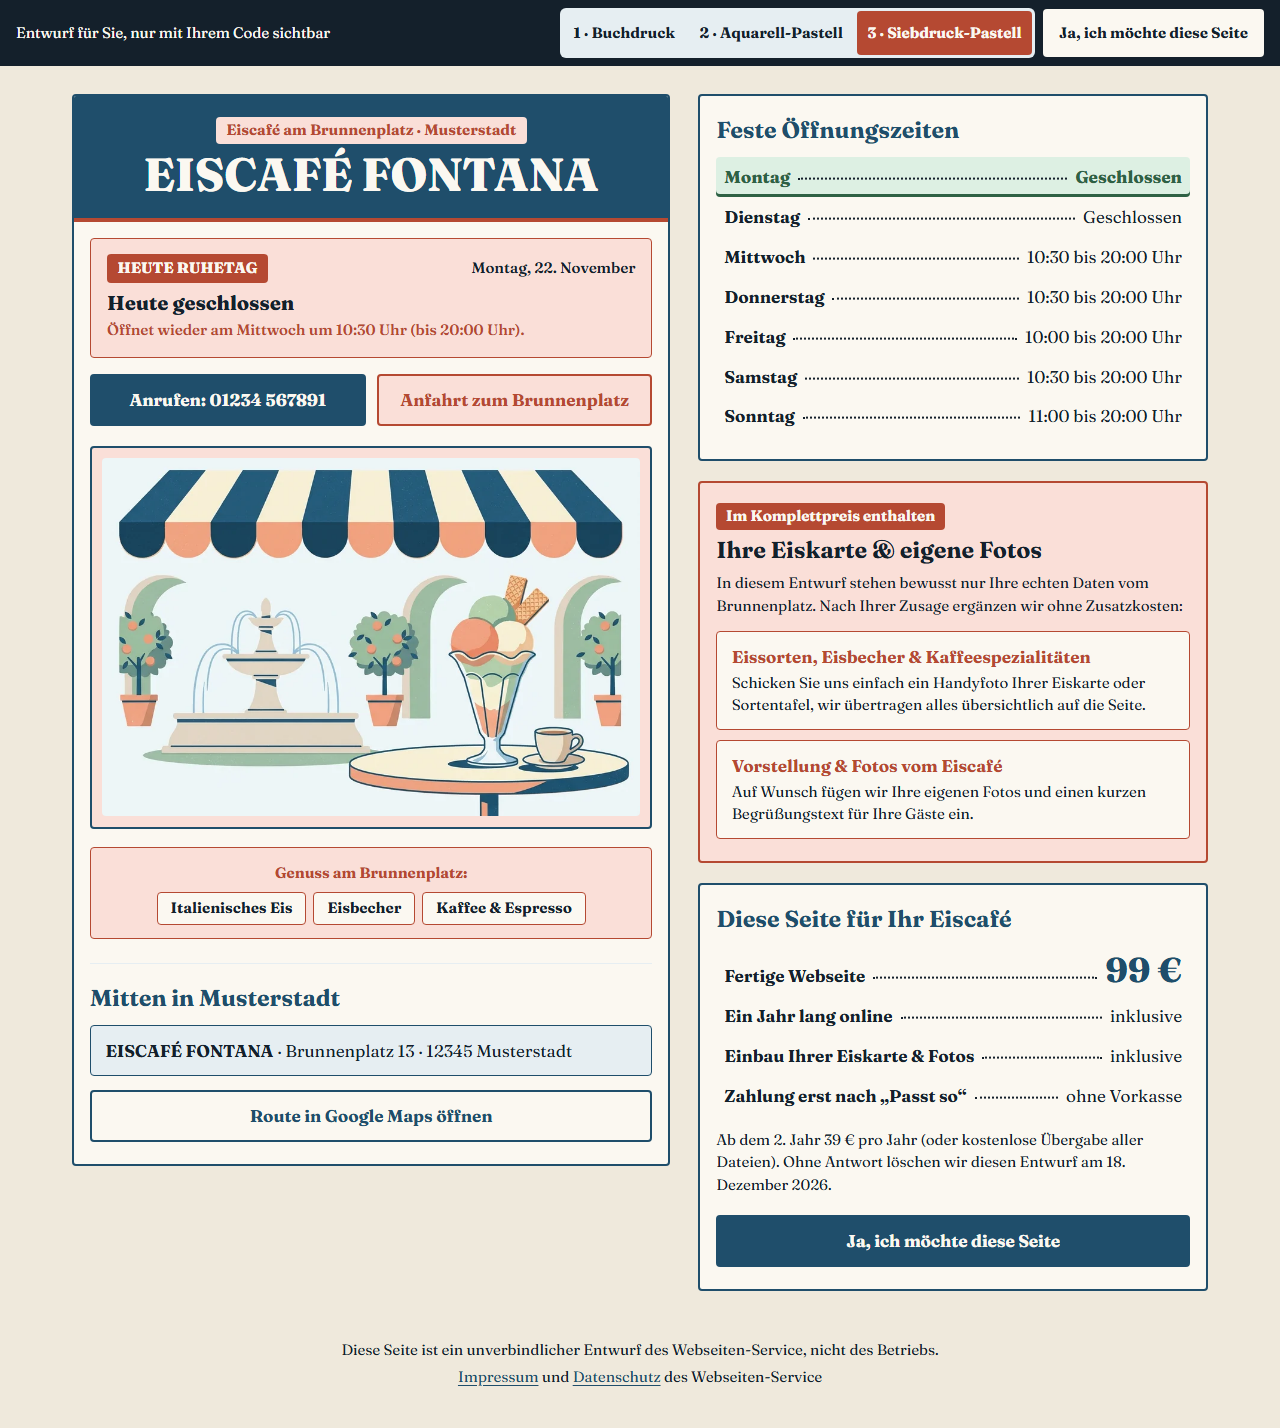 Entwurf für Sie, nur mit Ihrem Code sichtbar
1 · Buchdruck
2 · Aquarell-Pastell
3 · Siebdruck-Pastell
Ja, ich möchte diese Seite
Eiscafé am Brunnenplatz · Musterstadt
EISCAFÉ FONTANA
HEUTE RUHETAG
Montag, 22. November
Heute geschlossen
Öffnet wieder am Mittwoch um 10:30 Uhr (bis 20:00 Uhr).
Anrufen: 01234 567891
Anfahrt zum Brunnenplatz
Genuss am Brunnenplatz:
Italienisches Eis
Eisbecher
Kaffee & Espresso
Mitten in Musterstadt
EISCAFÉ FONTANA · Brunnenplatz 13 · 12345 Musterstadt
Route in Google Maps öffnen
Feste Öffnungszeiten
Montag Geschlossen
Dienstag Geschlossen
Mittwoch 10:30 bis 20:00 Uhr
Donnerstag 10:30 bis 20:00 Uhr
Freitag 10:00 bis 20:00 Uhr
Samstag 10:30 bis 20:00 Uhr
Sonntag 11:00 bis 20:00 Uhr
Im Komplettpreis enthalten
Ihre Eiskarte & eigene Fotos
In diesem Entwurf stehen bewusst nur Ihre echten Daten vom
Brunnenplatz. Nach Ihrer Zusage ergänzen wir ohne Zusatzkosten:
Eissorten, Eisbecher & Kaffeespezialitäten
Schicken Sie uns einfach ein Handyfoto Ihrer Eiskarte oder
Sortentafel, wir übertragen alles übersichtlich auf die Seite.
Vorstellung & Fotos vom Eiscafé
Auf Wunsch fügen wir Ihre eigenen Fotos und einen kurzen
Begrüßungstext für Ihre Gäste ein.
Diese Seite für Ihr Eiscafé
Fertige Webseite 99 €
Ein Jahr lang online inklusive
Einbau Ihrer Eiskarte & Fotos inklusive
Zahlung erst nach „Passt so“ ohne Vorkasse
Ab dem 2. Jahr 39 € pro Jahr (oder kostenlose Übergabe aller
Dateien). Ohne Antwort löschen wir diesen Entwurf am 18.
Dezember 2026.
Ja, ich möchte diese Seite
Diese Seite ist ein unverbindlicher Entwurf des Webseiten-Service, nicht des Betriebs.
Impressum und Datenschutz des Webseiten-Service